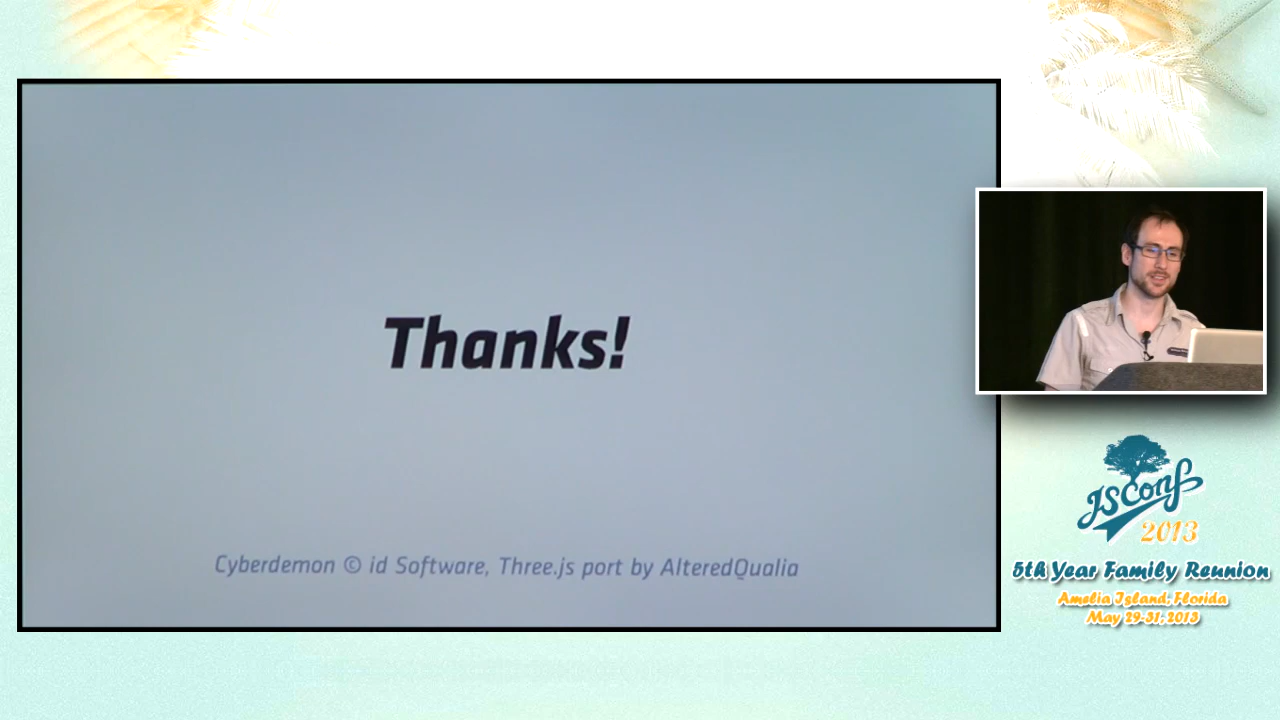 Thanks!
Cyberdemon © id Software, Three.js port by AlteredQualia
JSConf
2013
5th Year Family Reunion
Amelia Island, Florida
May 29-31, 2013